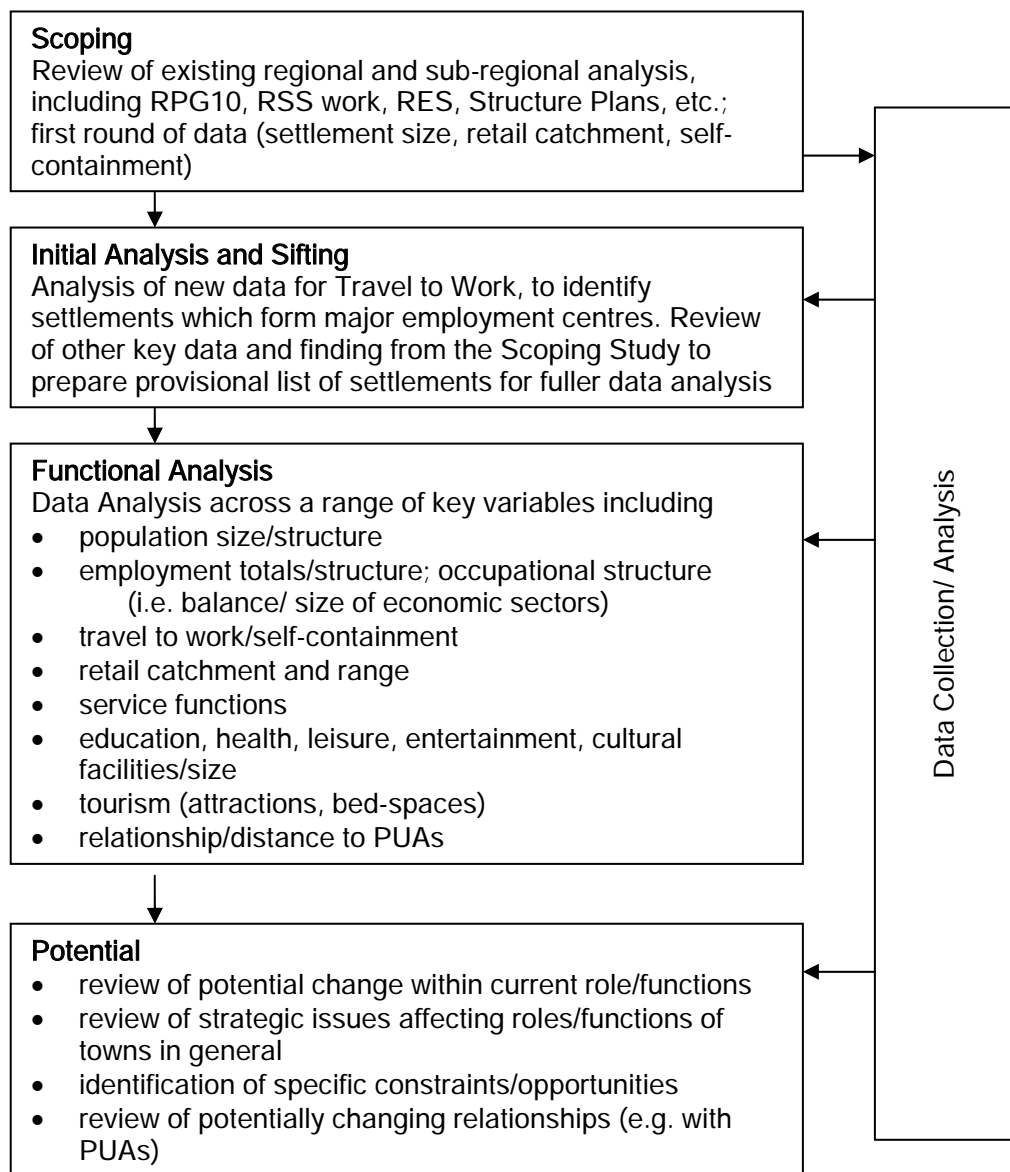 Scoping
Review of existing regional and sub-regional analysis,
including RPG10, RSS work, RES, Structure Plans, etc.;
first round of data (settlement size, retail catchment, self-
containment)
Initial Analysis and Sifting
Analysis of new data for Travel to Work, to identify
settlements which form major employment centres. Review
of other key data and finding from the Scoping Study to
prepare provisional list of settlements for fuller data analysis
Functional Analysis
Data Analysis across a range of key variables including
• population size/structure
• employment totals/structure; occupational structure
(i.e. balance/ size of economic sectors)
• travel to work/self-containment
• retail catchment and range
• service functions
• education, health, leisure, entertainment, cultural
facilities/size
• tourism (attractions, bed-spaces)
• relationship/distance to PUAs
Potential
• review of potential change within current role/functions
• review of strategic issues affecting roles/functions of
towns in general
• identification of specific constraints/opportunities
• review of potentially changing relationships (e.g. with
PUAs)
Data Collection/ Analysis